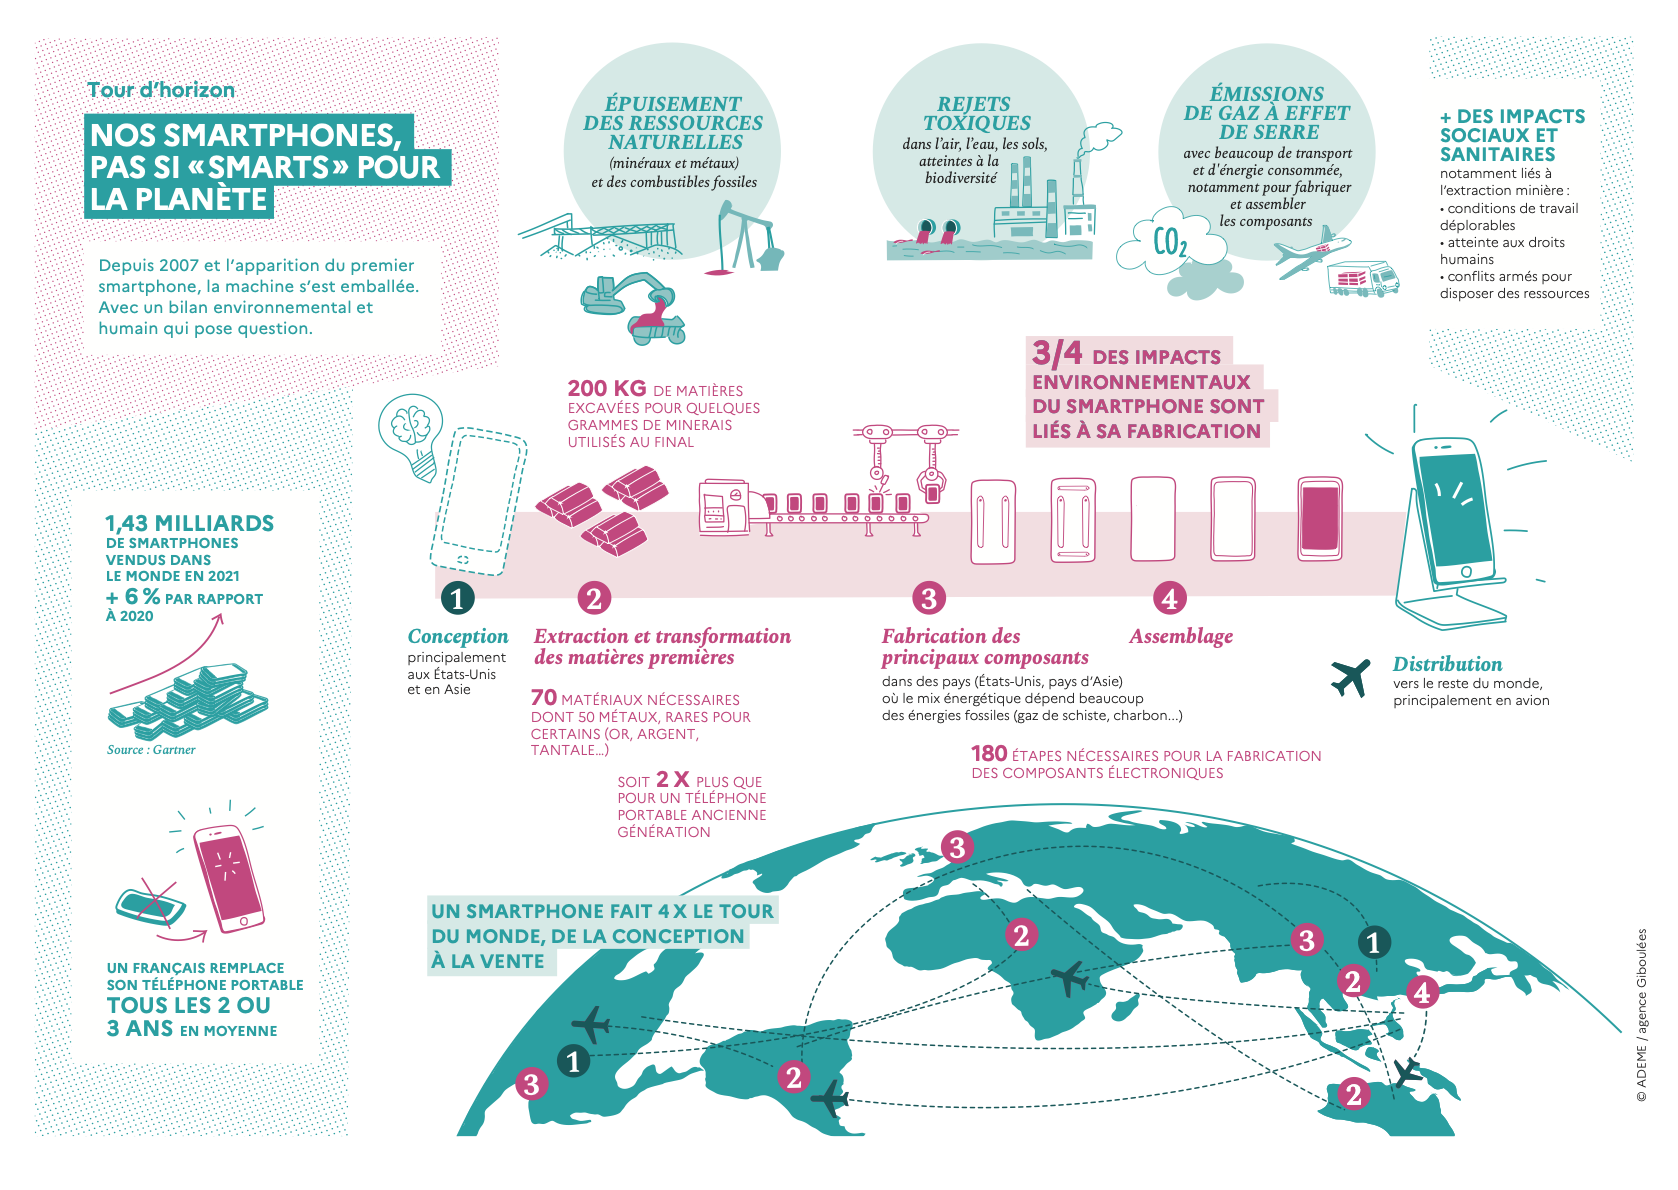 Tour d'horizon
NOS SMARTPHONES,
PAS SI « SMARTS » POUR
LA PLANÈTE
Depuis 2007 et l'apparition du premier
smartphone, la machine s'est emballée.
Avec un bilan environnemental et
humain qui pose question.
ÉPUISEMENT
DES RESSOURCES
NATURELLES
(minéraux et métaux)
et des combustibles fossiles
REJETS
TOXIQUES
dans l'air, l'eau, les sols,
atteintes à la
biodiversité
ÉMISSIONS
DE GAZ À EFFET
DE SERRE
avec beaucoup de transport
et d'énergie consommée,
notamment pour fabriquer
et assembler
les composants
CO2
+ DES IMPACTS
SOCIAUX ET
SANITAIRES
notamment liés à
l'extraction minière :
• conditions de travail
déplorables
• atteinte aux droits
humains
• conflits armés pour
disposer des ressources
200 KG DE MATIÈRES
EXCAVÉES POUR QUELQUES
GRAMMES DE MINERAIS
UTILISÉS AU FINAL
3/4 DES IMPACTS
ENVIRONNEMENTAUX
DU SMARTPHONE SONT
LIÉS À SA FABRICATION
1,43 MILLIARDS
DE SMARTPHONES
VENDUS DANS
LE MONDE EN 2021
+ 6 % PAR RAPPORT
À 2020
Source : Gartner
UN FRANÇAIS REMPLACE
SON TÉLÉPHONE PORTABLE
TOUS LES 2 OU
3 ANS EN MOYENNE
1
Conception
principalement
aux États-Unis
et en Asie
2
Extraction et transformation
des matières premières
70 MATÉRIAUX NÉCESSAIRES
DONT 50 MÉTAUX, RARES POUR
CERTAINS (OR, ARGENT,
TANTALE...)
SOIT 2 X PLUS QUE
POUR UN TÉLÉPHONE
PORTABLE ANCIENNE
GÉNÉRATION
3
Fabrication des
principaux composants
dans des pays (États-Unis, pays d'Asie)
où le mix énergétique dépend beaucoup
des énergies fossiles (gaz de schiste, charbon...)
180 ÉTAPES NÉCESSAIRES POUR LA FABRICATION
DES COMPOSANTS ÉLECTRONIQUES
4
Assemblage
Distribution
vers le reste du monde,
principalement en avion
UN SMARTPHONE FAIT 4 X LE TOUR
DU MONDE, DE LA CONCEPTION
À LA VENTE
3
2
3
1
2
4
1
3
2
2
© ADEME / agence Giboulées